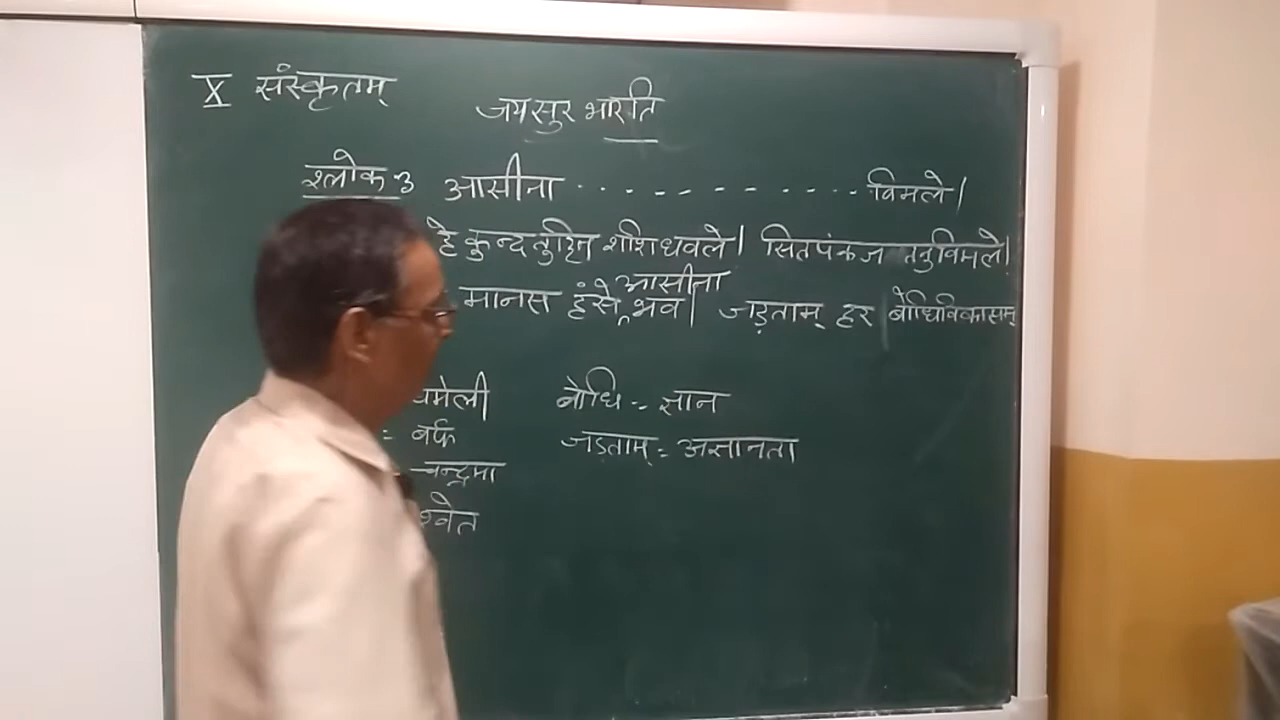 X संस्कृतम्
जयसुर भारति
श्लोक 3 आसीना ............ विमले।
हे कुन्द तुहिन शशिधवले। सितपंकज तनुविमले।
आसीना
मानस हंसे भव। जड़ताम् हर बोधिविकासम्
चमेली बोधि - ज्ञान
= बर्फ जड़ताम् = अज्ञानता
चन्द्रमा
श्वेत